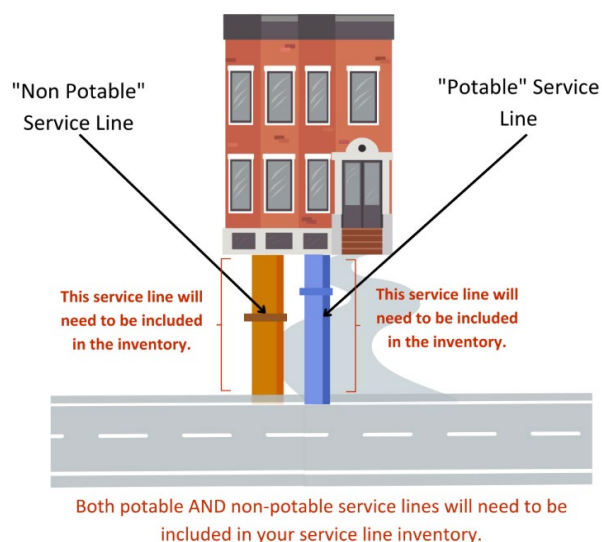 "Non Potable"
Service Line
"Potable" Service
Line
This service line will
need to be included
in the inventory.
This service line will
need to be included
in the inventory.
Both potable AND non-potable service lines will need to be
included in your service line inventory.